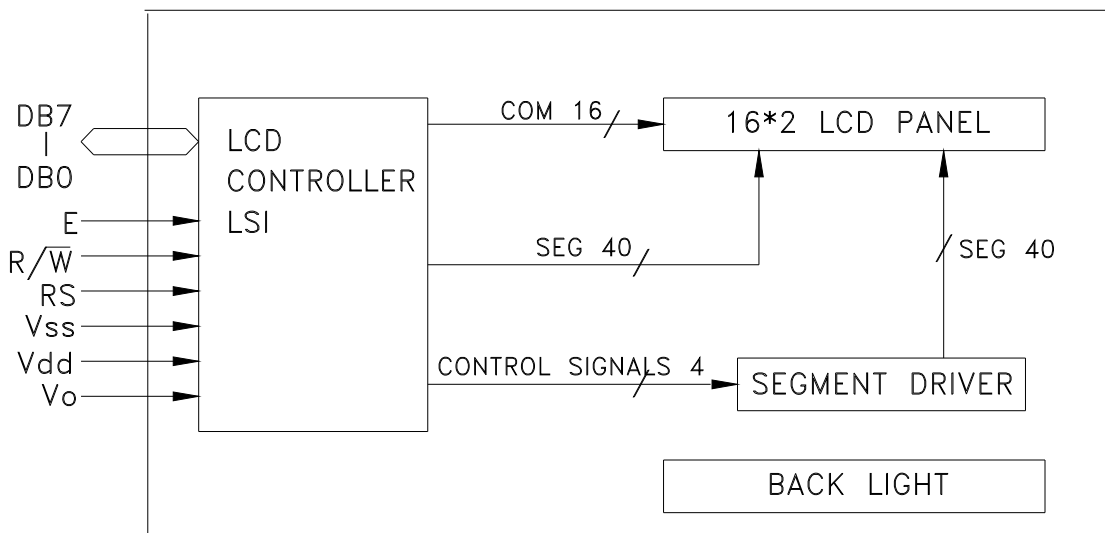 DB7
DB0
E
R/W̅
RS
Vss
Vdd
Vo
LCD
CONTROLLER
LSI
COM 16
16*2 LCD PANEL
SEG 40
SEG 40
CONTROL SIGNALS 4
SEGMENT DRIVER
BACK LIGHT